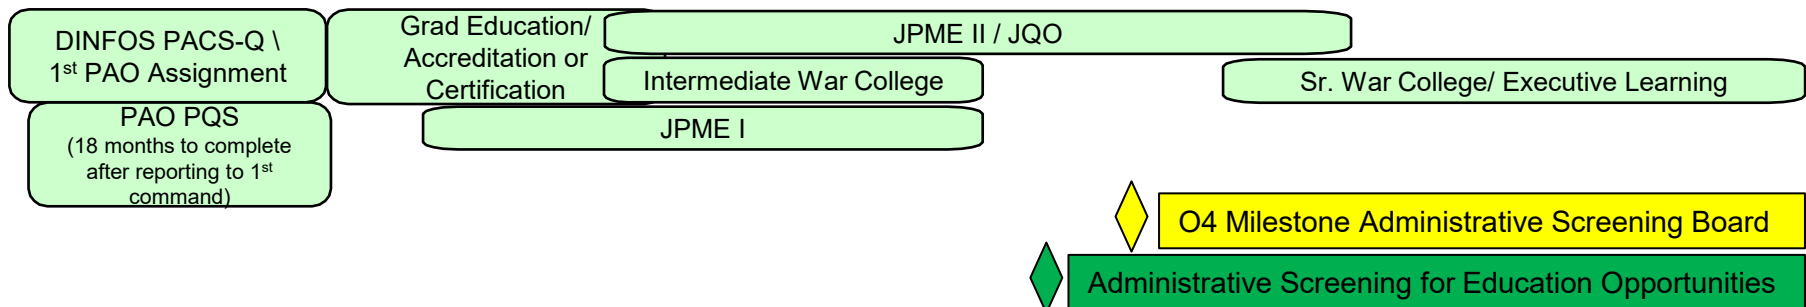 DINFOS PACS-Q \
1st PAO Assignment
Grad Education/
Accreditation or
Certification
JPME II / JQO
Intermediate War College
Sr. War College/ Executive Learning
PAO PQS
(18 months to complete
after reporting to 1st
command)
JPME I
O4 Milestone Administrative Screening Board
Administrative Screening for Education Opportunities